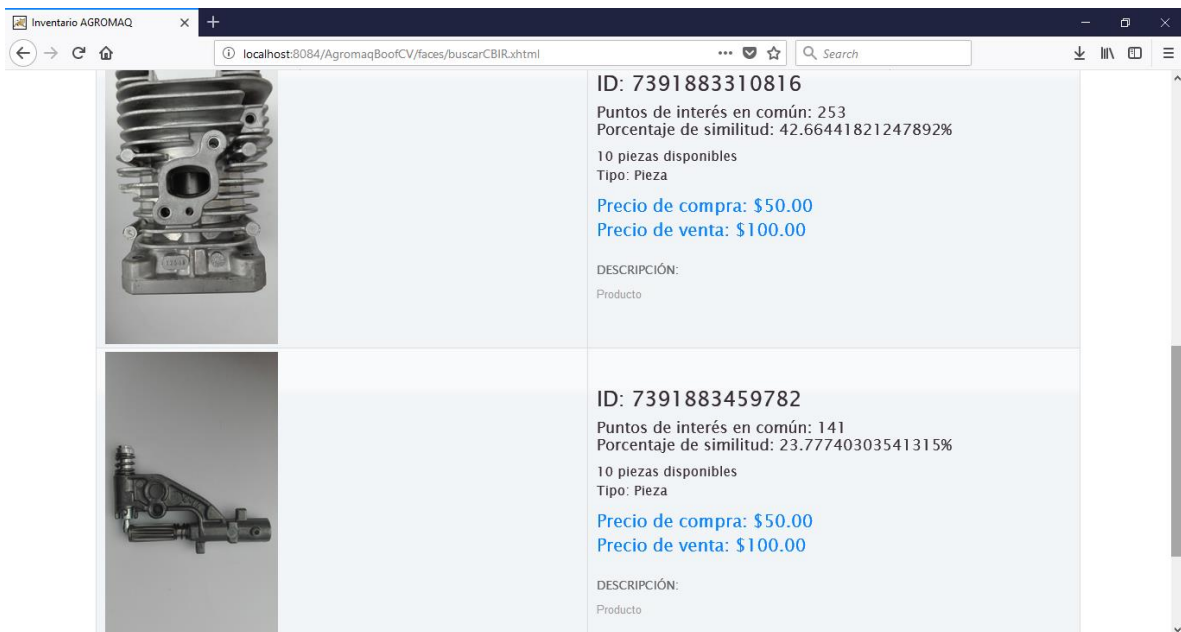 Inventario AGROMAQ
localhost:8084/AgromaqBoofCV/faces/buscarCBIR.xhtml
Search
ID: 7391883310816
Puntos de interés en común: 253
Porcentaje de similitud: 42.66441821247892%
10 piezas disponibles
Tipo: Pieza
Precio de compra: $50.00
Precio de venta: $100.00
DESCRIPCIÓN:
Producto
ID: 7391883459782
Puntos de interés en común: 141
Porcentaje de similitud: 23.77740303541315%
10 piezas disponibles
Tipo: Pieza
Precio de compra: $50.00
Precio de venta: $100.00
DESCRIPCIÓN:
Producto